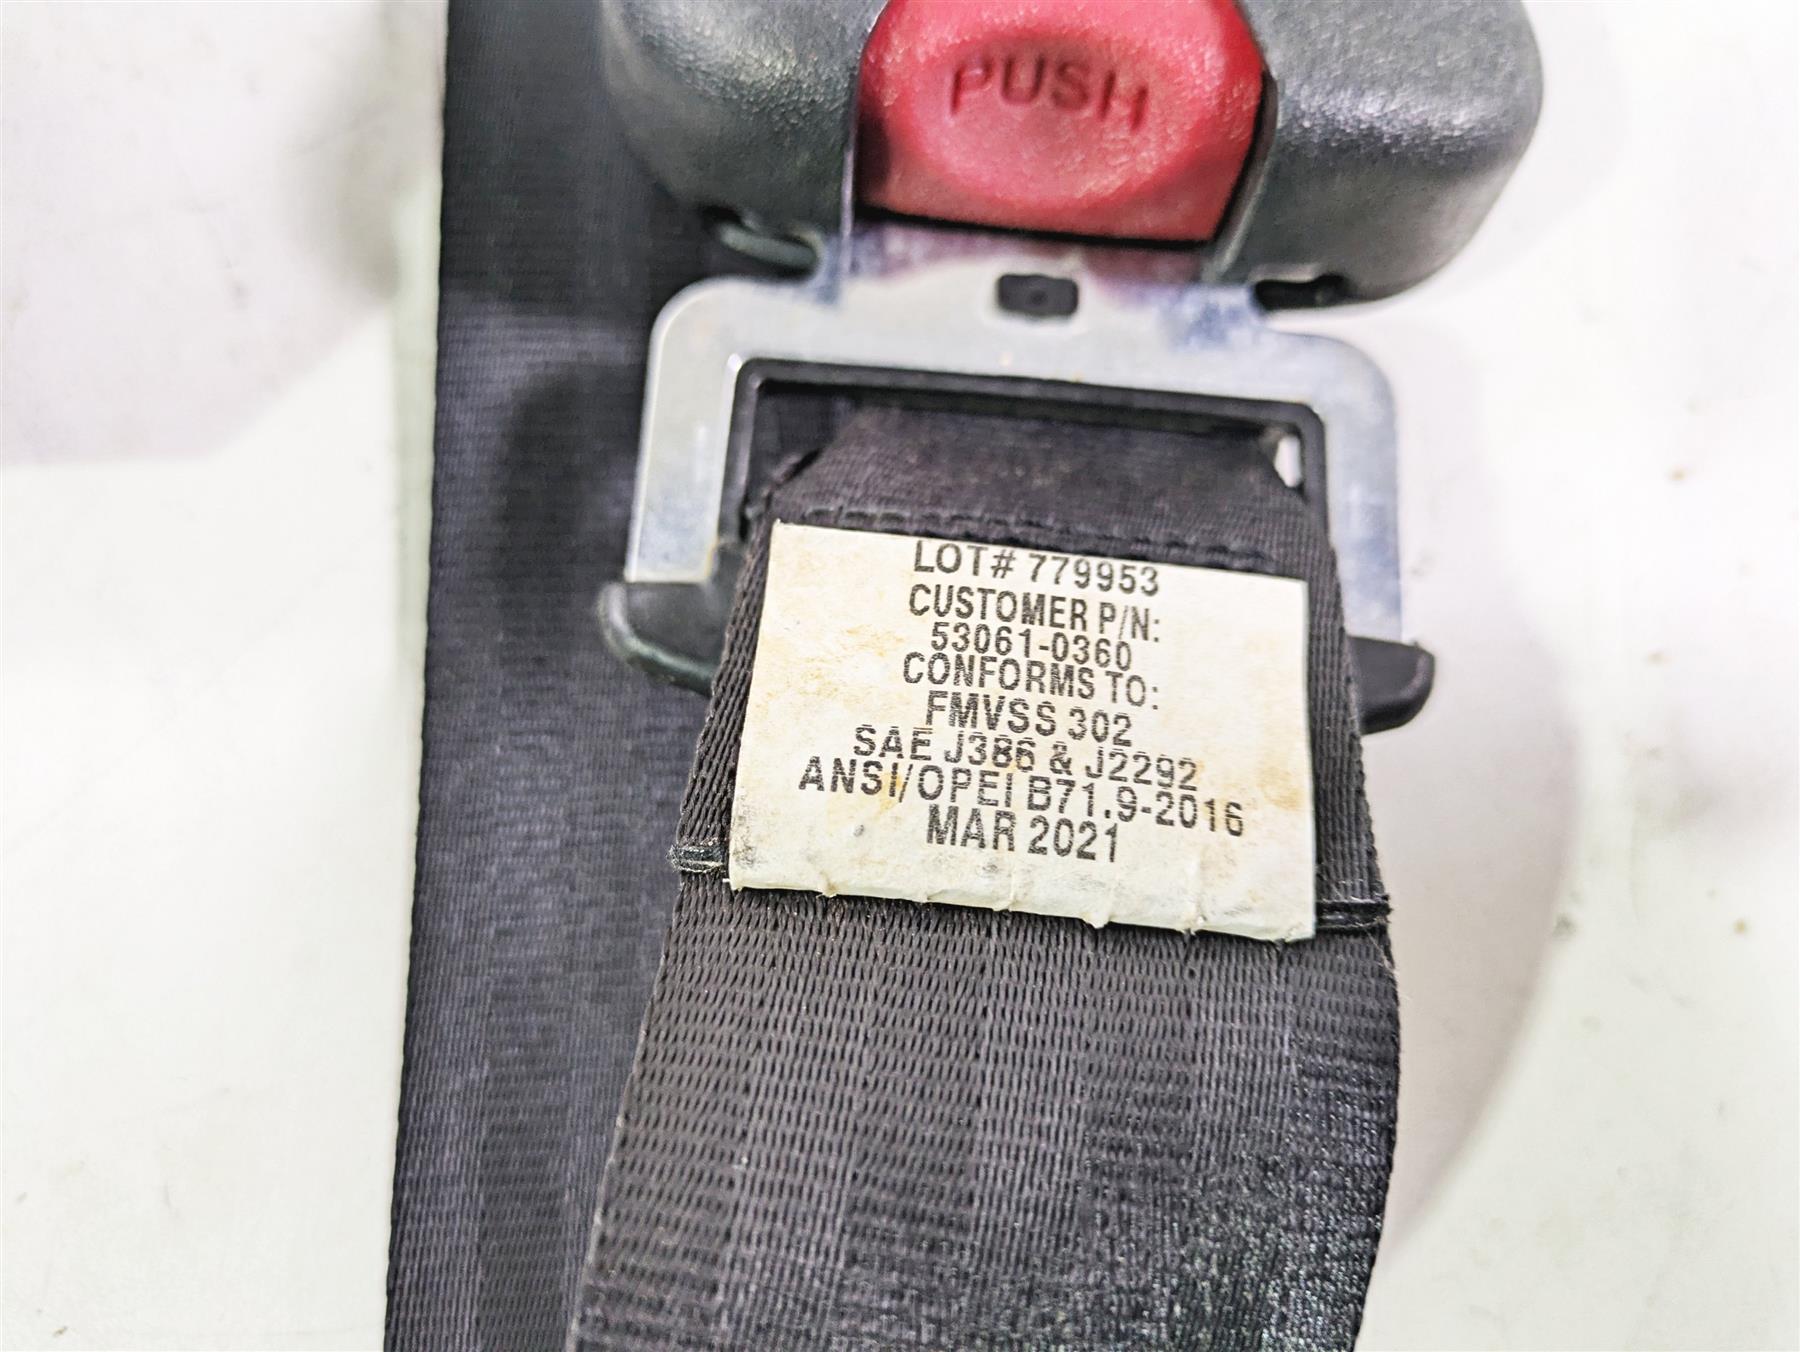 PUSH
LOT# 779953
CUSTOMER P/N:
53061-0360
CONFORMS TO:
FMVSS 302
SAE J386 & J2292
ANSI/OPEI B71.9-2016
MAR 2021